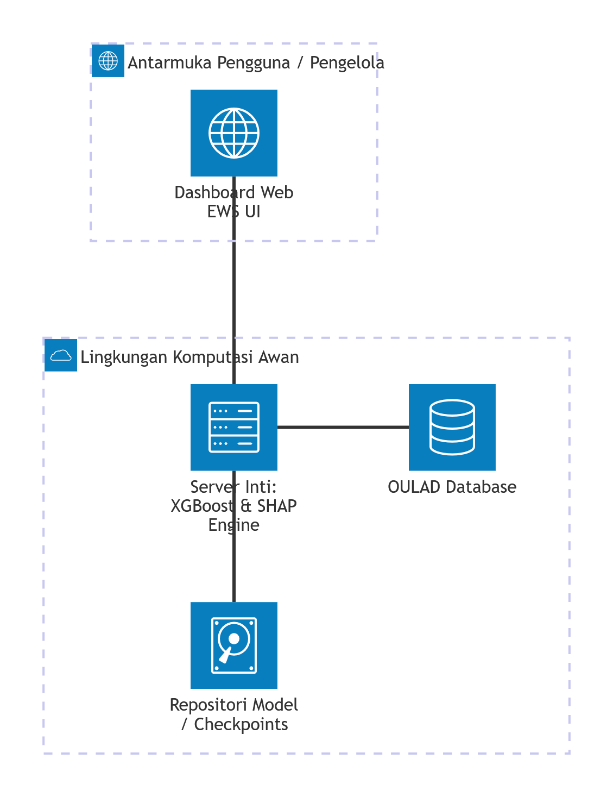 Antarmuka Pengguna / Pengelola
Dashboard Web
EWS UI
Lingkungan Komputasi Awan
Server Inti:
XGBoost & SHAP
Engine
OULAD Database
Repositori Model
/ Checkpoints